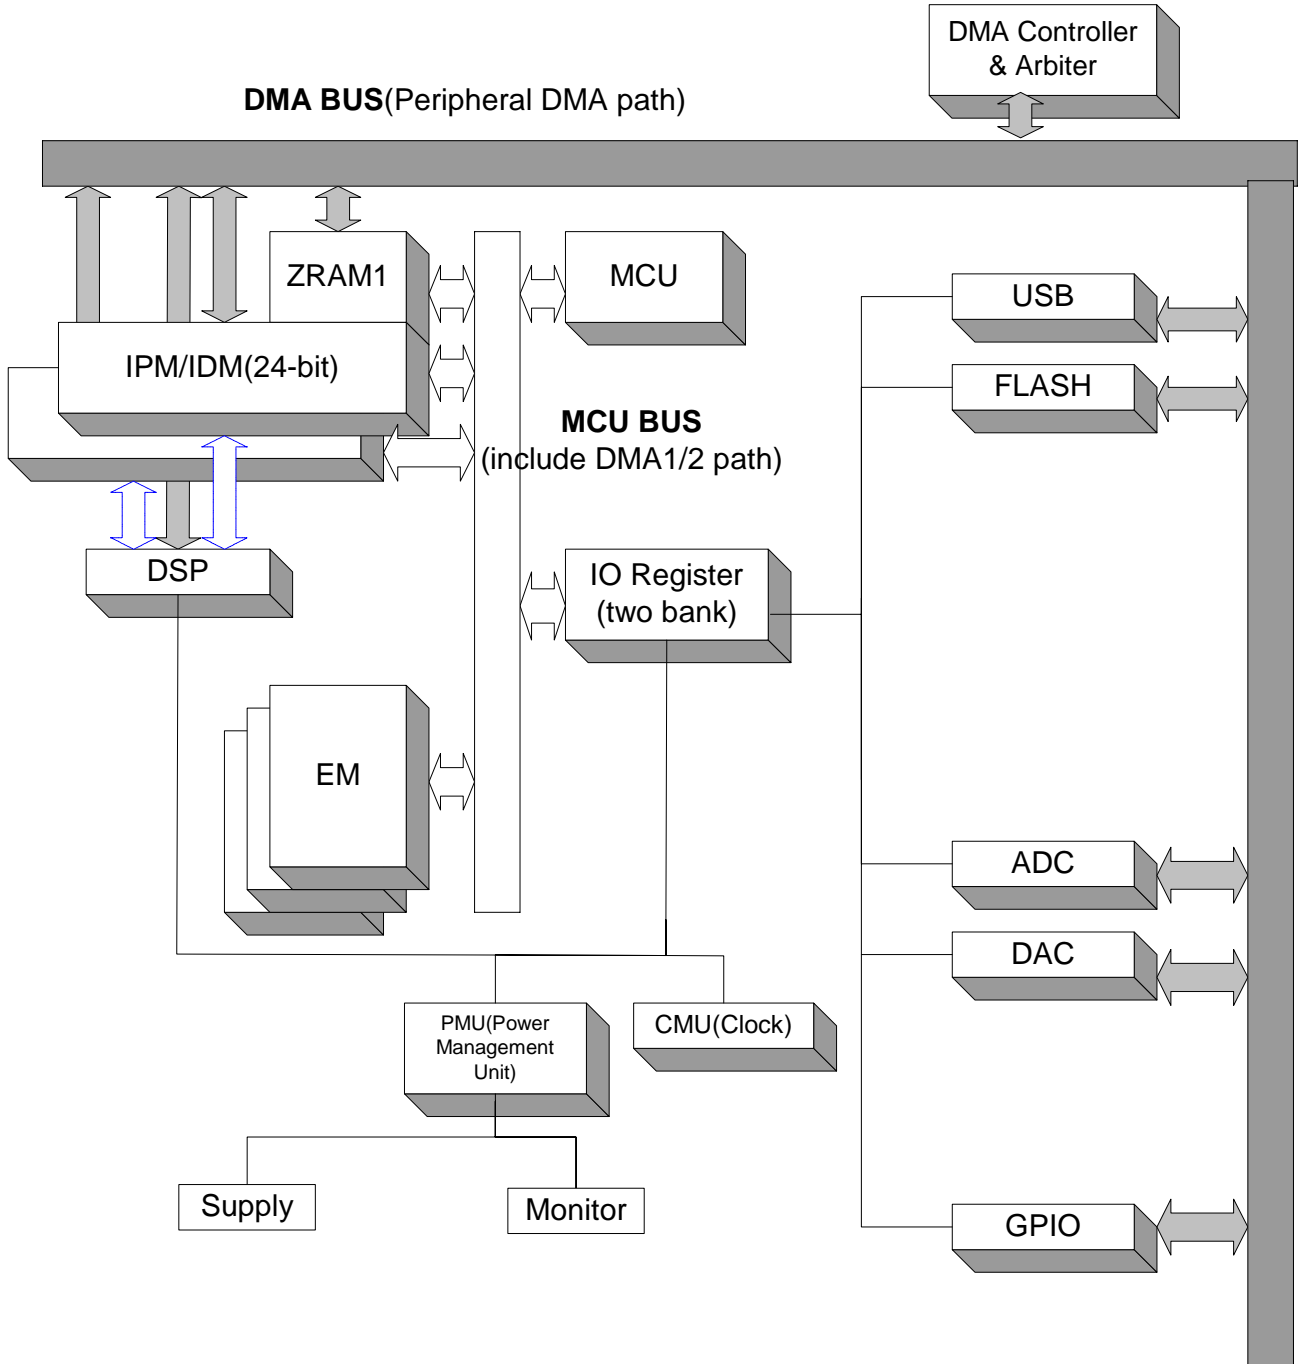 DMA Controller
& Arbiter
DMA BUS(Peripheral DMA path)
ZRAM1
MCU
USB
IPM/IDM(24-bit)
FLASH
MCU BUS
(include DMA1/2 path)
DSP
IO Register
(two bank)
EM
ADC
DAC
PMU(Power
Management
Unit)
CMU(Clock)
Supply
Monitor
GPIO